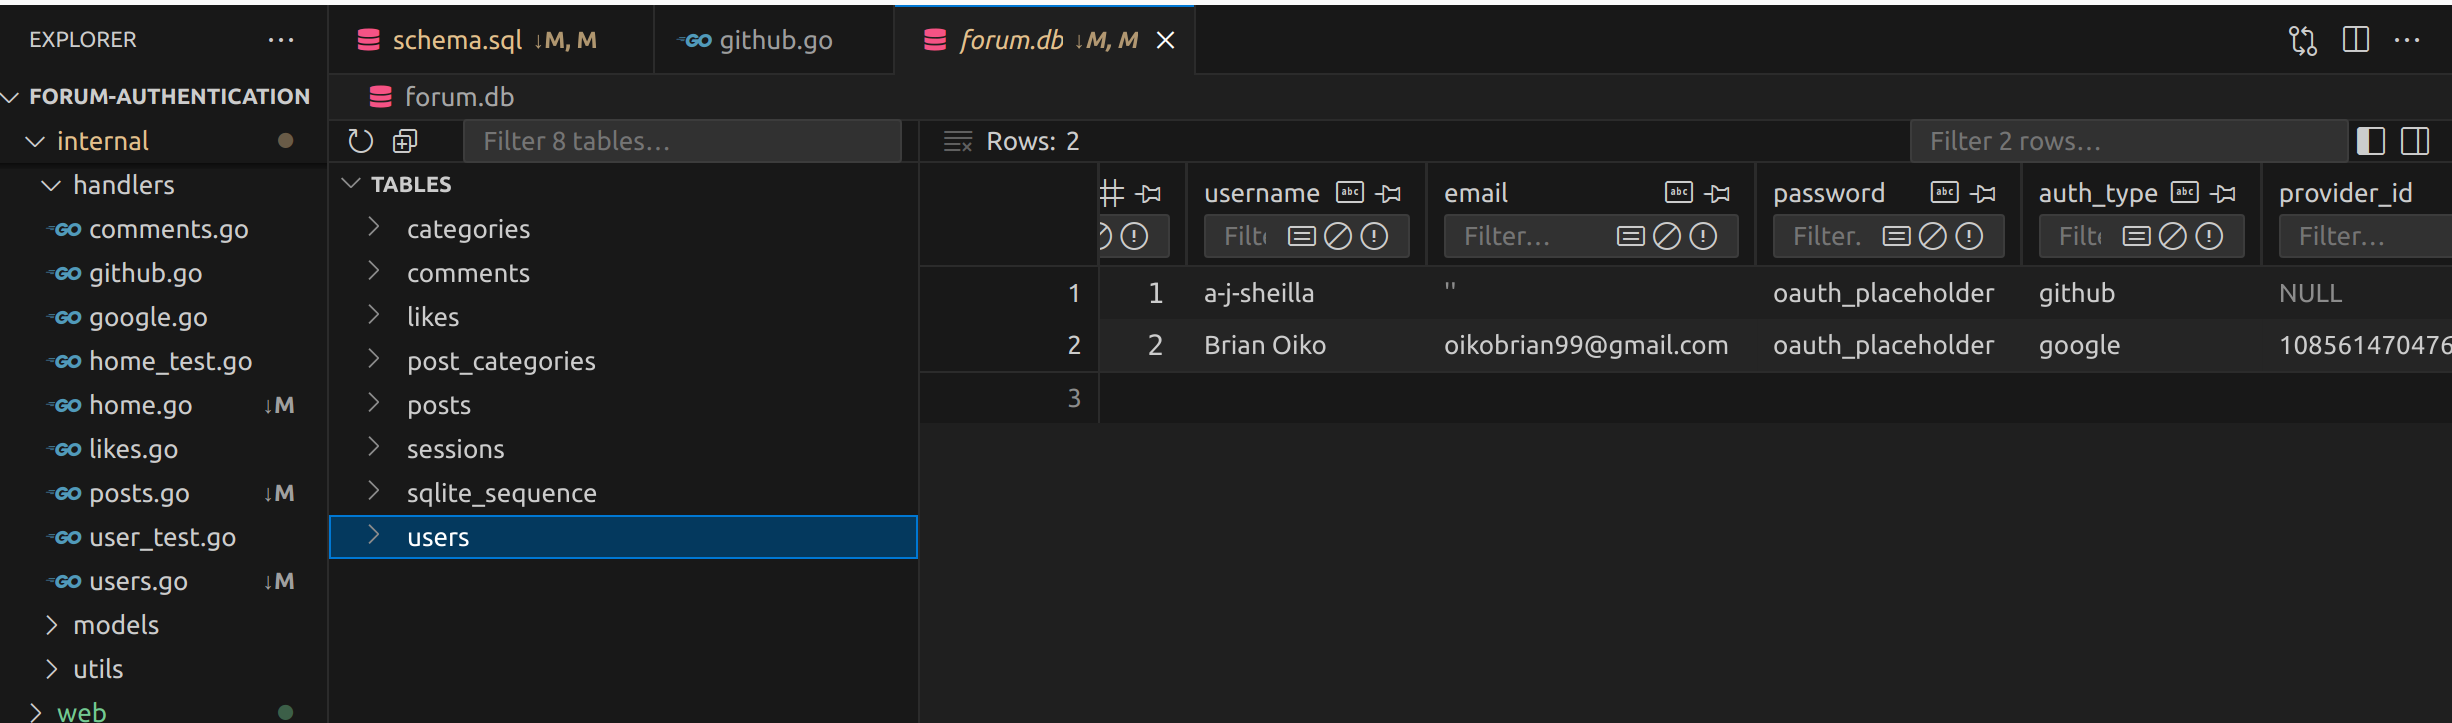 EXPLORER
FORUM-AUTHENTICATION
internal
handlers
comments.go
github.go
google.go
home_test.go
home.go ↓M
likes.go
posts.go ↓M
user_test.go
users.go ↓M
models
utils
web
schema.sql ↓M, M
github.go
forum.db ↓M, M
forum.db
Filter 8 tables...
TABLES
categories
comments
likes
post_categories
posts
sessions
sqlite_sequence
users
Rows: 2
Filter 2 rows...
# username abc email abc password abc auth_type abc provider_id
Filter... Filter. Filter...
1 1 a-j-sheilla '' oauth_placeholder github NULL
2 2 Brian Oiko oikobrian99@gmail.com oauth_placeholder google 108561470476
3